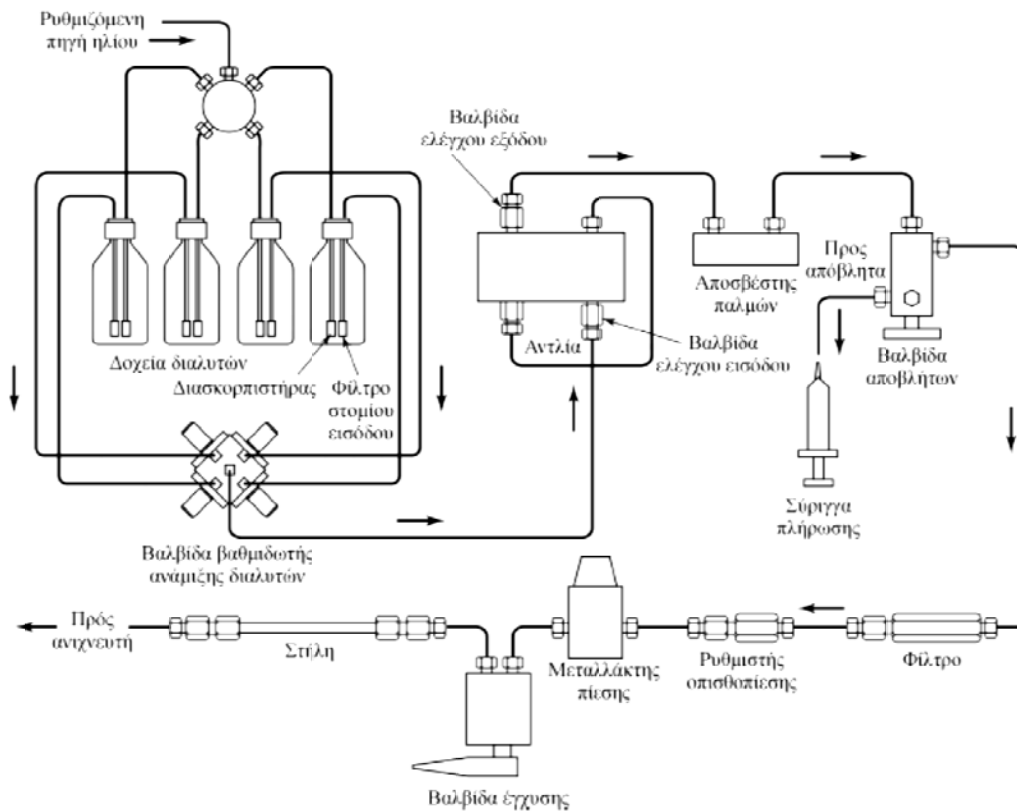 Ρυθμιζόμενη
πηγή ηλίου
Βαλβίδα
ελέγχου εξόδου
Προς
απόβλητα
Αποσβέστης
παλμών
Αντλία
Βαλβίδα
ελέγχου εισόδου
Βαλβίδα
αποβλήτων
Δοχεία διαλυτών
Διασκορπιστήρας
Φίλτρο
στομίου
εισόδου
Σύριγγα
πλήρωσης
Βαλβίδα βαθμιδωτής
ανάμιξης διαλυτών
Πρός
ανιχνευτή
Στήλη
Μεταλλάκτης
πίεσης
Ρυθμιστής
οπισθοπίεσης
Φίλτρο
Βαλβίδα έγχυσης